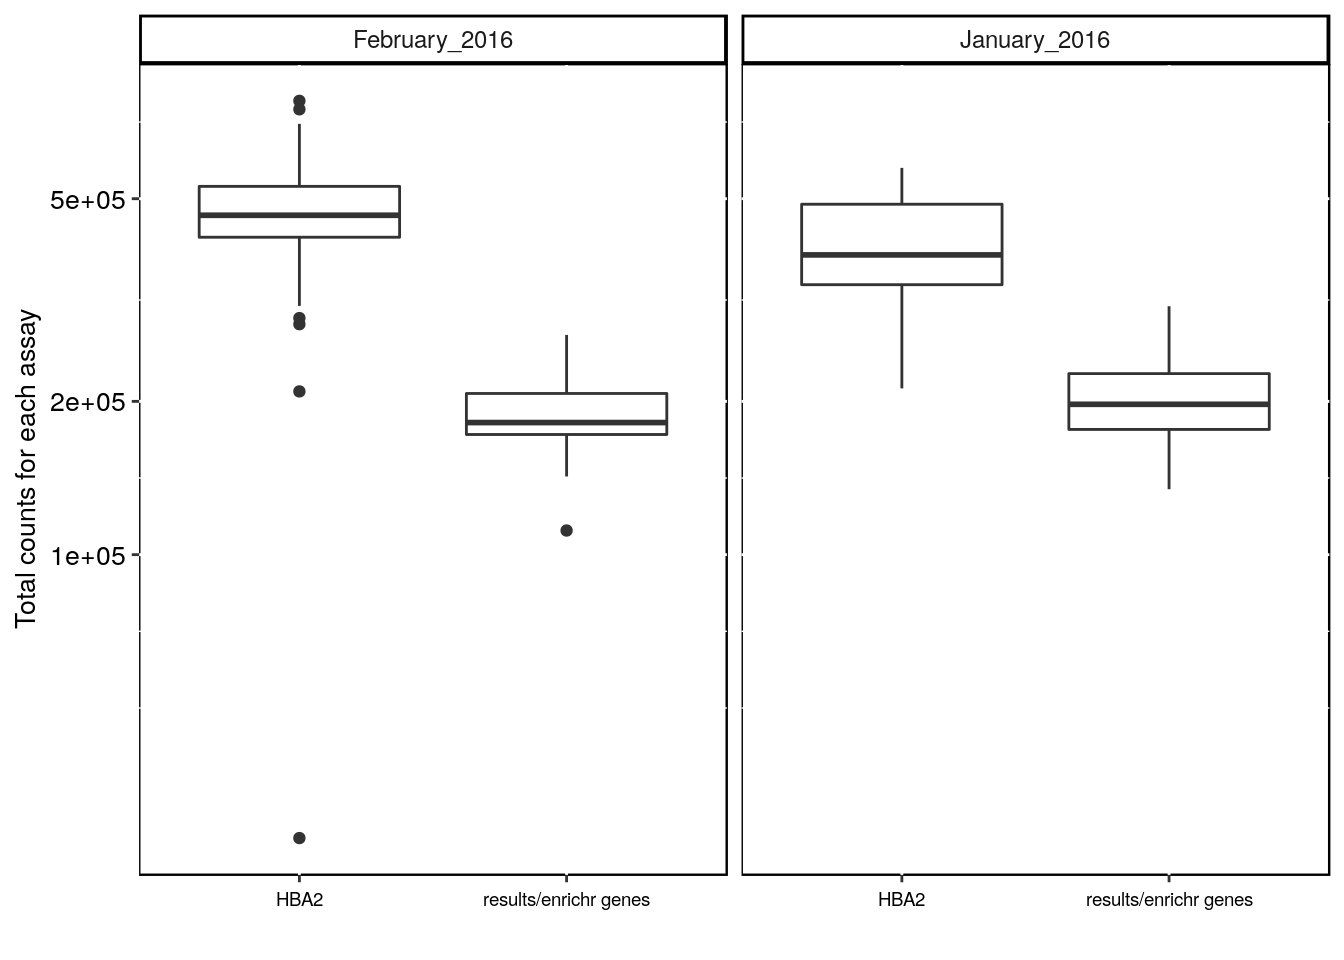 February_2016
January_2016
Total counts for each assay
5e+05
2e+05
1e+05
HBA2
results/enrichr genes
HBA2
results/enrichr genes